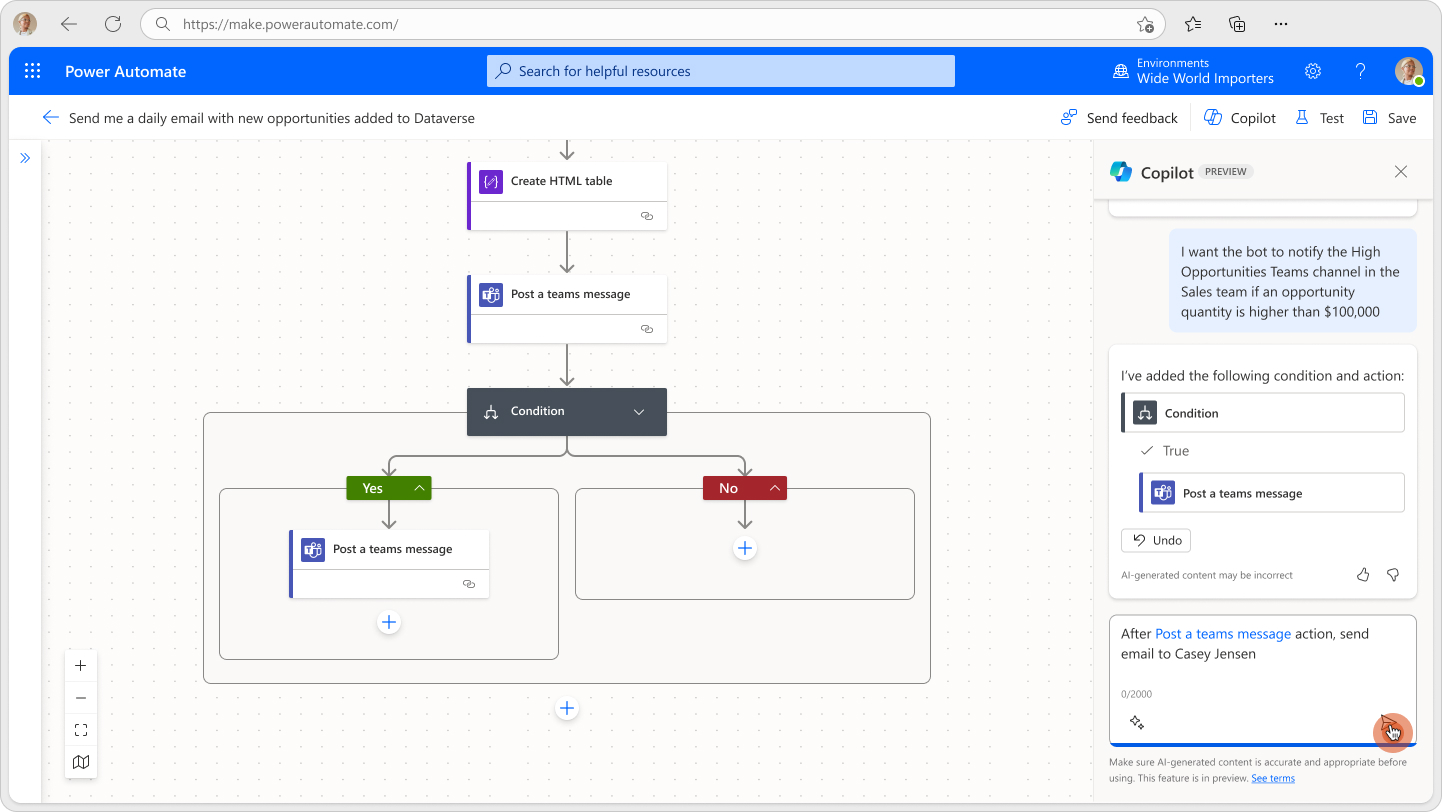 https://make.powerautomate.com/
Power Automate
Search for helpful resources
Environments
Wide World Importers
?
Send me a daily email with new opportunities added to Dataverse
Send feedback
Copilot
Test
Save
Create HTML table
Post a teams message
Condition
Yes
No
Post a teams message
Copilot
PREVIEW
I want the bot to notify the High
Opportunities Teams channel in the
Sales team if an opportunity
quantity is higher than $100,000
I've added the following condition and action:
Condition
True
Post a teams message
Undo
AI-generated content may be incorrect
After Post a teams message action, send
email to Casey Jensen
0/2000
Make sure AI-generated content is accurate and appropriate before
using. This feature is in preview. See terms